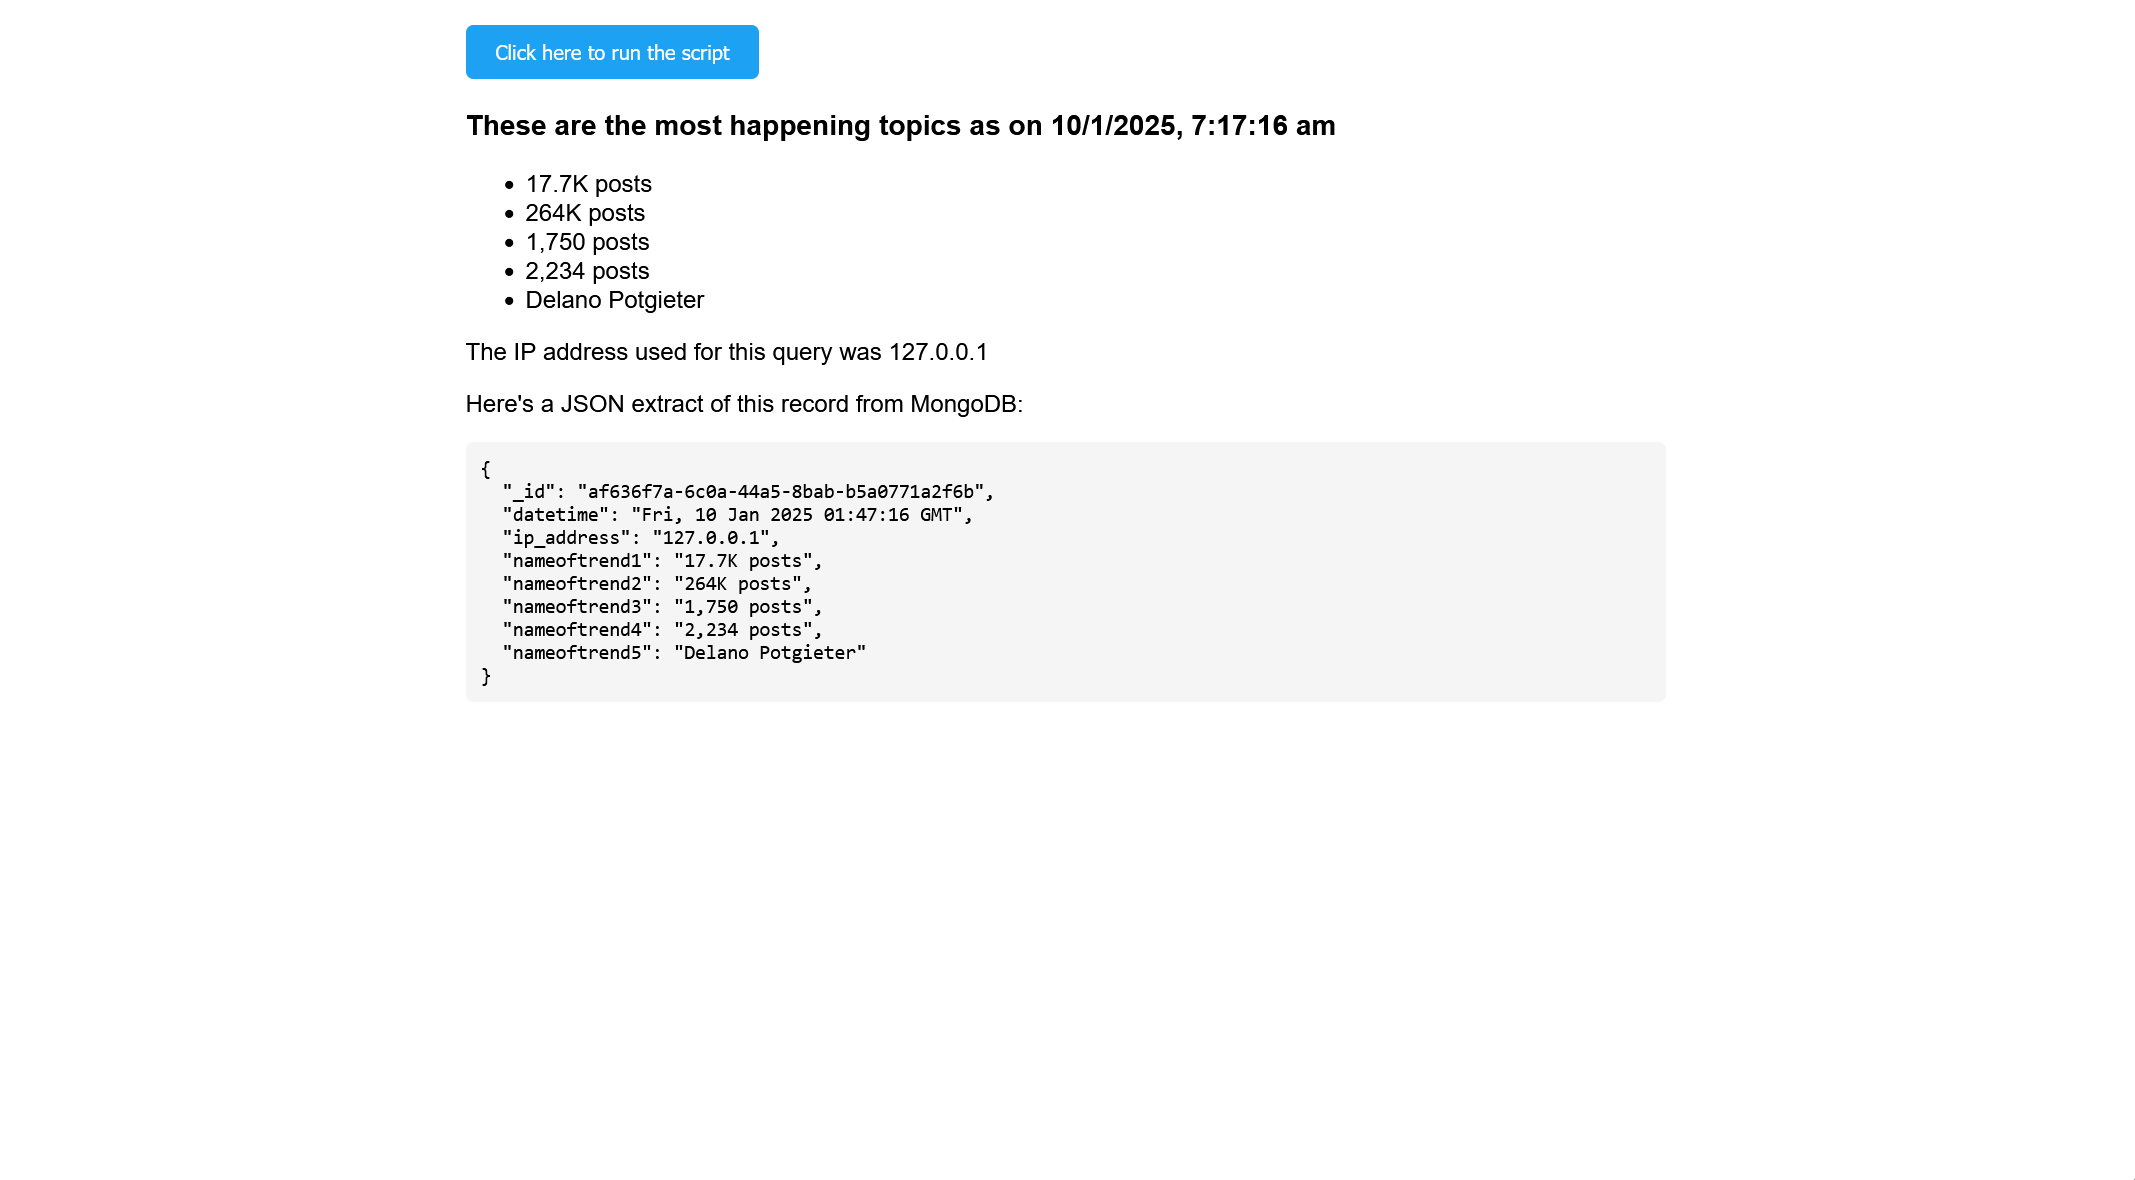 Click here to run the script
These are the most happening topics as on 10/1/2025, 7:17:16 am
• 17.7K posts
• 264K posts
• 1,750 posts
• 2,234 posts
• Delano Potgieter
The IP address used for this query was 127.0.0.1
Here's a JSON extract of this record from MongoDB:
{
  "_id": "af636f7a-6c0a-44a5-8bab-b5a0771a2f6b",
  "datetime": "Fri, 10 Jan 2025 01:47:16 GMT",
  "ip_address": "127.0.0.1",
  "nameoftrend1": "17.7K posts",
  "nameoftrend2": "264K posts",
  "nameoftrend3": "1,750 posts",
  "nameoftrend4": "2,234 posts",
  "nameoftrend5": "Delano Potgieter"
}